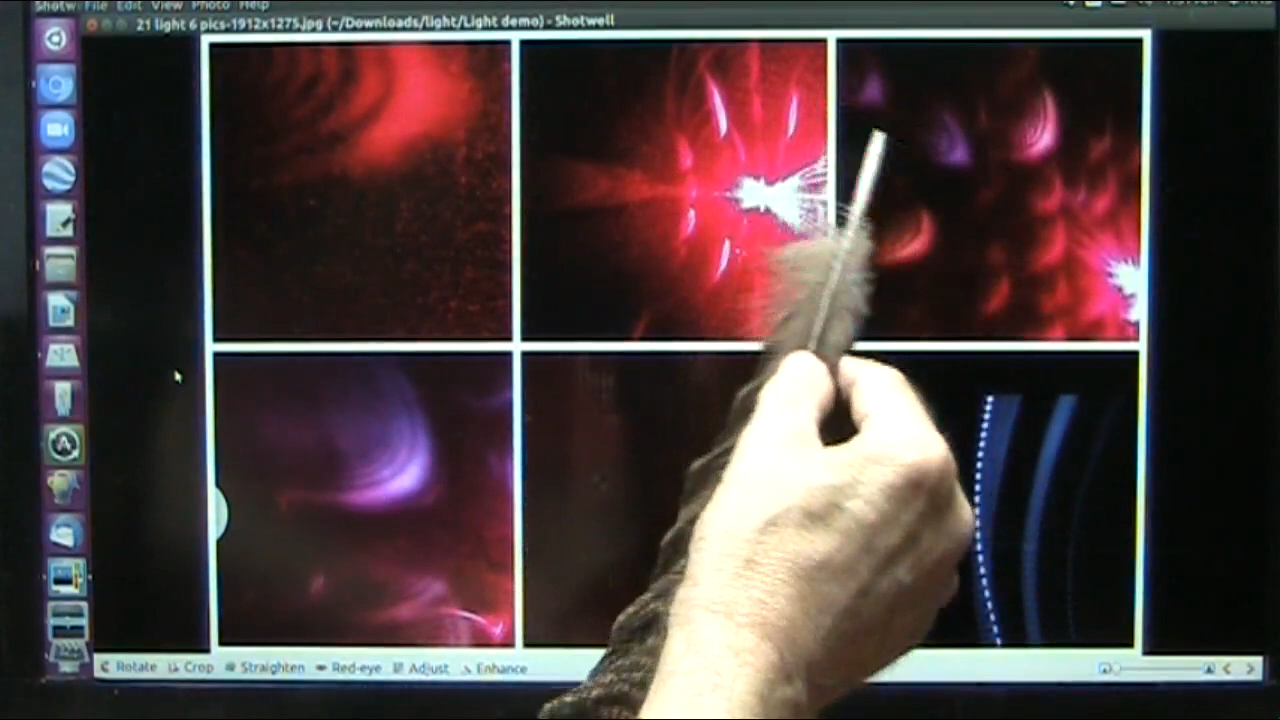 Shotw File Edit View Photo Help
21 light 6 pics-1912x1275.jpg (~/Downloads/light/Light demo) - Shotwell
Rotate Crop Straighten Red-eye Adjust Enhance